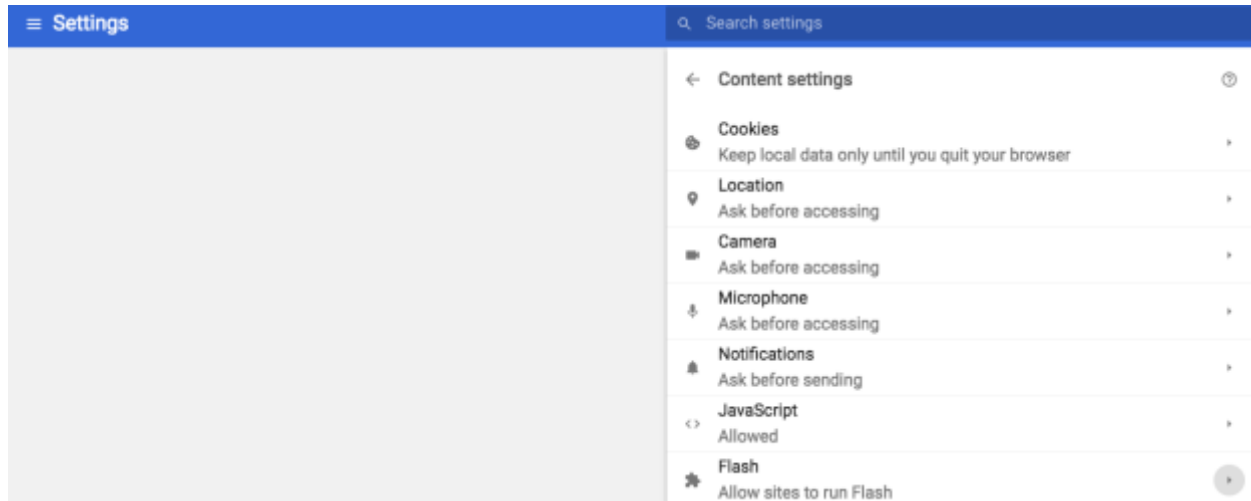 Settings
Search settings
Content settings
Cookies
Keep local data only until you quit your browser
Location
Ask before accessing
Camera
Ask before accessing
Microphone
Ask before accessing
Notifications
Ask before sending
JavaScript
Allowed
Flash
Allow sites to run Flash